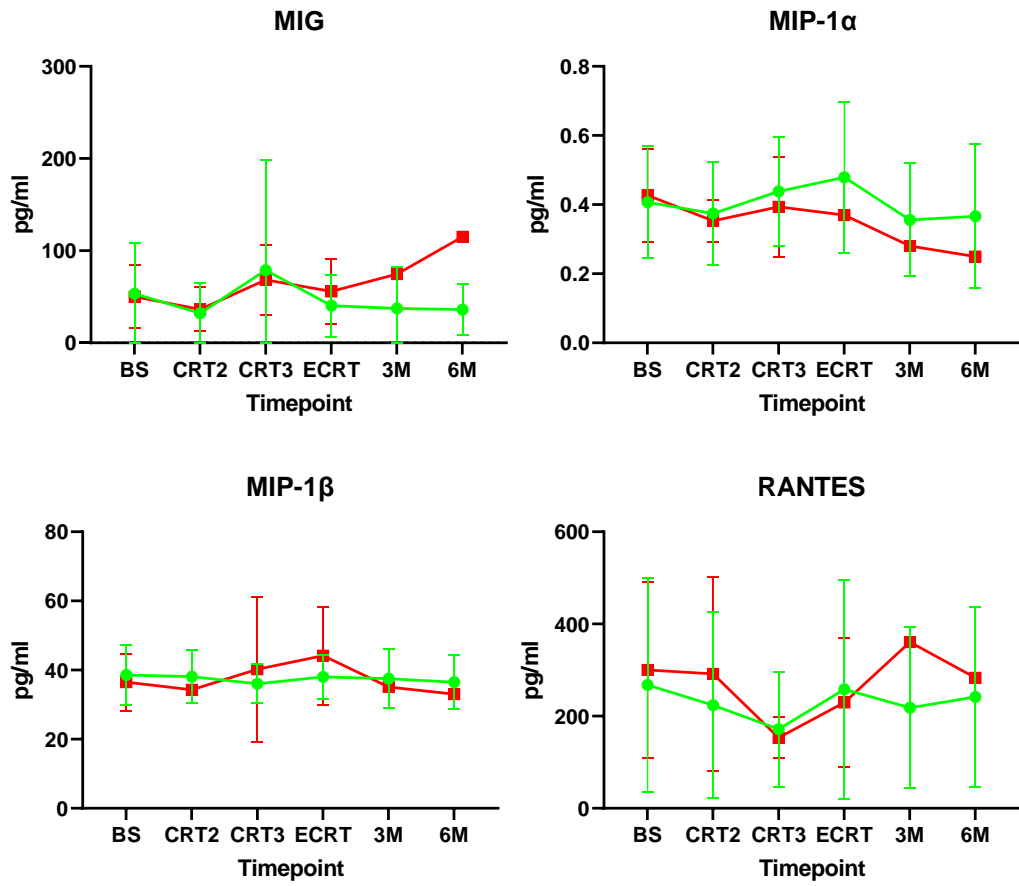 MIG
300
200
100
0
pg/ml
BS CRT2 CRT3 ECRT 3M 6M
Timepoint
MIP-1α
0.8
0.6
0.4
0.2
0.0
pg/ml
BS CRT2 CRT3 ECRT 3M 6M
Timepoint
MIP-1β
80
60
40
20
0
pg/ml
BS CRT2 CRT3 ECRT 3M 6M
Timepoint
RANTES
600
400
200
0
pg/ml
BS CRT2 CRT3 ECRT 3M 6M
Timepoint